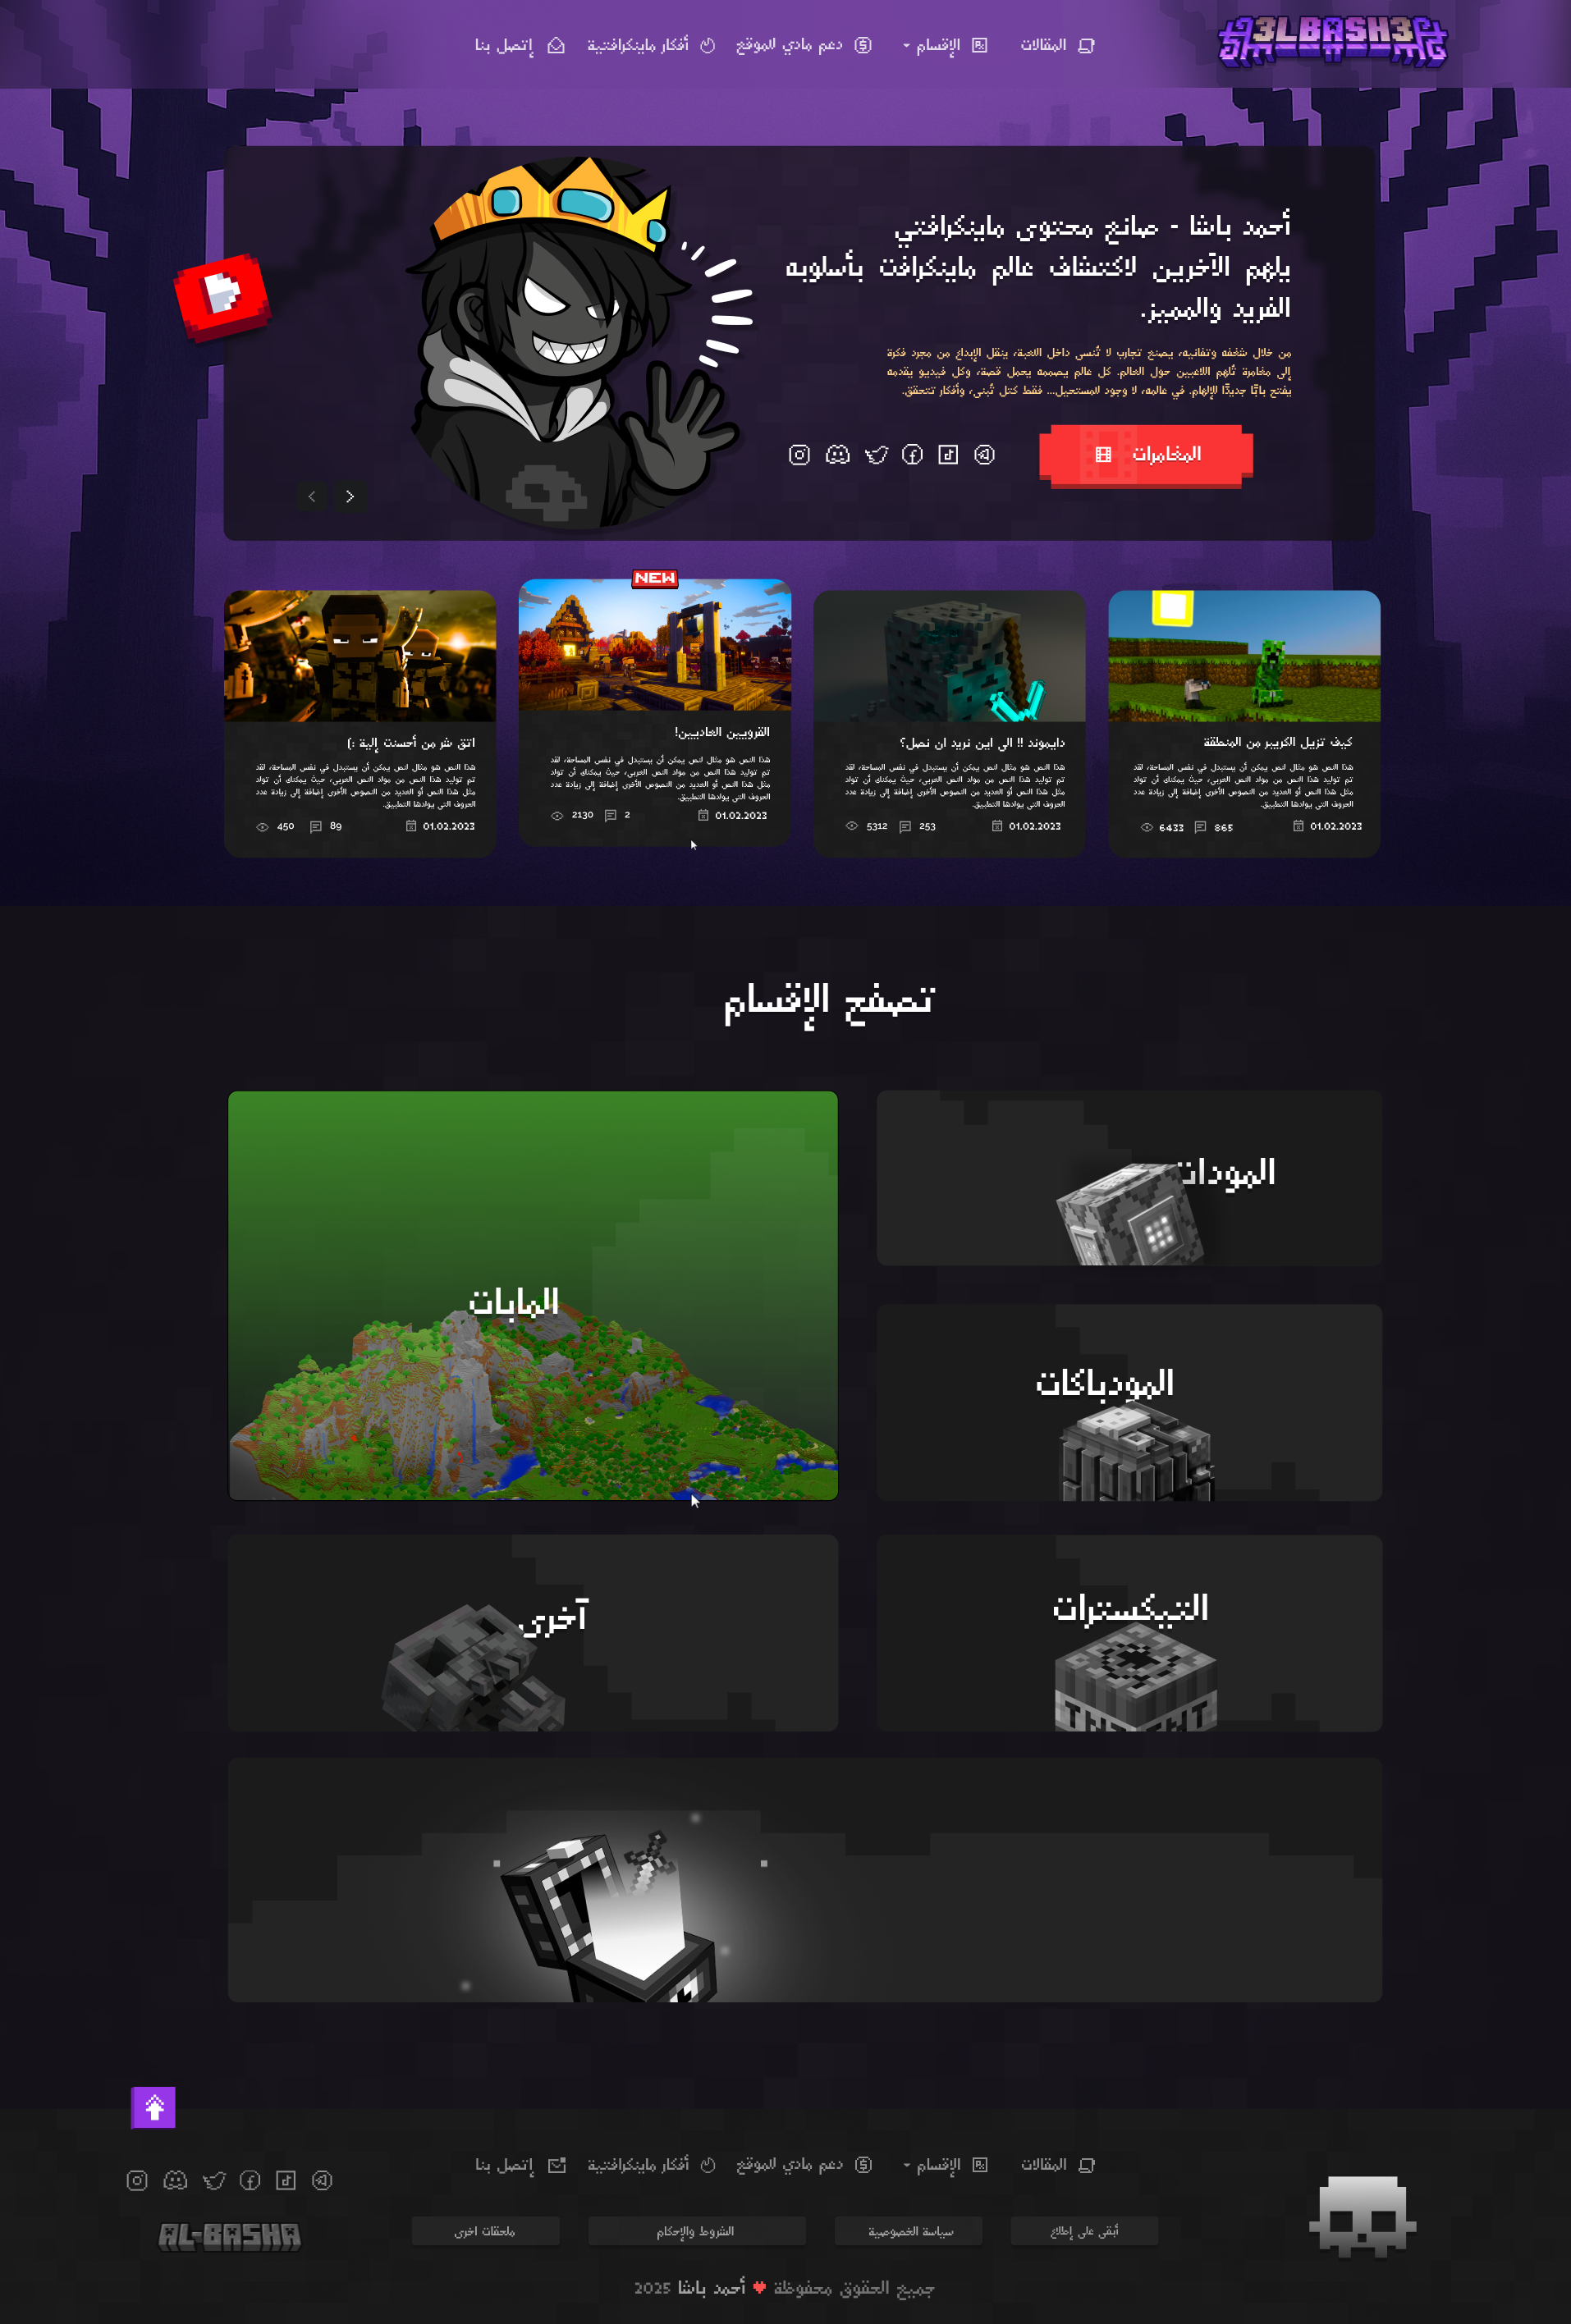 3LBASH3
المقالات
الإقسام
دعم مادي للموقع
أفكار ماينكرافتية
إتصل بنا
أحمد باشا - صانع محتوى ماينكرافتي
يلهم الآخرين لاكتشاف عالم ماينكرافت بأسلوبه
الفريد والمميز.
من خلال شغفه وتفانيه، يصنع تجارب لا تُنسى داخل اللعبة، ينقل الإبداع من مجرد فكرة
إلى مغامرة تُلهم اللاعبين حول العالم. كل عالم يصممه يحمل قصة، وكل فيديو يقدمه
يفتح بابًا جديدًا للإلهام. في عالمه، لا وجود للمستحيل... فقط كتل تُبنى، وأفكار تتحقق.
المغامرات
كيف تزيل الكريبر من المنطقة
هذا النص هو مثال لنص يمكن أن يستبدل في نفس المساحة، لقد
تم توليد هذا النص من مولد النص العربى، حيث يمكنك أن تولد
مثل هذا النص أو العديد من النصوص الأخرى إضافة إلى زيادة عدد
الحروف التى يولدها التطبيق.
01.02.2023
865
6433
دايموند !! الى اين نريد ان نصل؟
هذا النص هو مثال لنص يمكن أن يستبدل في نفس المساحة، لقد
تم توليد هذا النص من مولد النص العربى، حيث يمكنك أن تولد
مثل هذا النص أو العديد من النصوص الأخرى إضافة إلى زيادة عدد
الحروف التى يولدها التطبيق.
01.02.2023
253
5312
NEW
القرويين العاديين!
هذا النص هو مثال لنص يمكن أن يستبدل في نفس المساحة، لقد
تم توليد هذا النص من مولد النص العربى، حيث يمكنك أن تولد
مثل هذا النص أو العديد من النصوص الأخرى إضافة إلى زيادة عدد
الحروف التى يولدها التطبيق.
01.02.2023
2
2130
اتق شر من أحسنت إلية :)
هذا النص هو مثال لنص يمكن أن يستبدل في نفس المساحة، لقد
تم توليد هذا النص من مولد النص العربى، حيث يمكنك أن تولد
مثل هذا النص أو العديد من النصوص الأخرى إضافة إلى زيادة عدد
الحروف التى يولدها التطبيق.
01.02.2023
89
450
تصفح الإقسام
المودات
المابات
المودباكات
التيكسترات
آخرى
المقالات
الإقسام
دعم مادي للموقع
أفكار ماينكرافتية
إتصل بنا
أبقى على إطلاع
سياسة الخصوصية
الشروط والإحكام
ملحقات اخرى
AL-BASHA
جميع الحقوق محفوظة أحمد باشا 2025